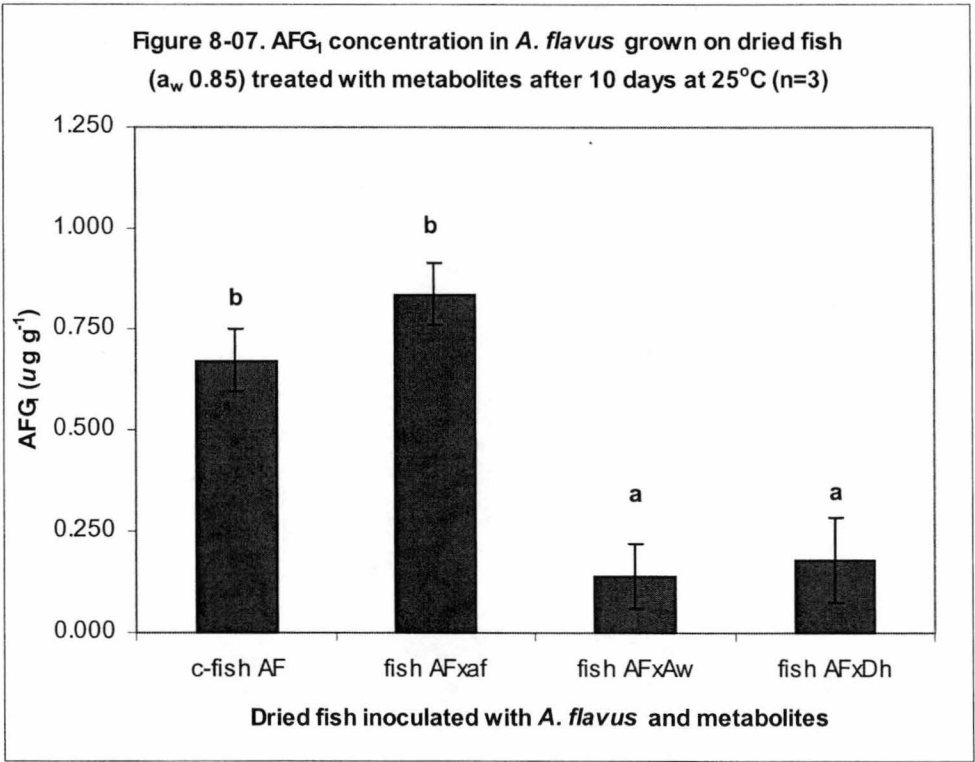 Figure 8-07. AFG₁ concentration in A. flavus grown on dried fish
(a_w 0.85) treated with metabolites after 10 days at 25°C (n=3)
1.250
1.000
0.750
0.500
0.250
0.000
AFG₁ (ug g⁻¹)
b
b
a
a
c-fish AF
fish AFxaf
fish AFxAw
fish AFxDh
Dried fish inoculated with A. flavus and metabolites